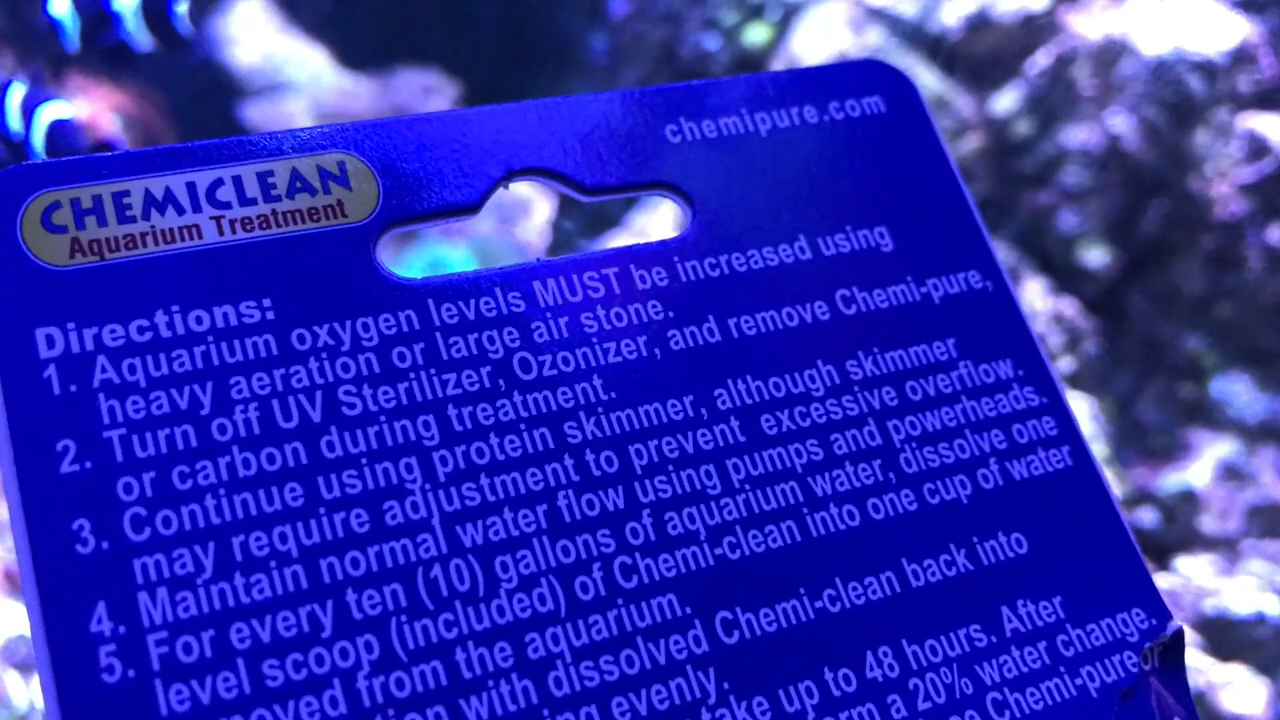 chemipure.com
CHEMICLEAN
Aquarium Treatment
Directions:
1. Aquarium oxygen levels MUST be increased using
heavy aeration or large air stone.
2. Turn off UV Sterilizer, Ozonizer, and remove Chemi-pure,
or carbon during treatment.
3. Continue using protein skimmer, although skimmer
may require adjustment to prevent excessive overflow.
4. Maintain normal water flow using pumps and powerheads.
5. For every ten (10) gallons of aquarium water, dissolve one
level scoop (included) of Chemi-clean into one cup of water
from the aquarium.
with dissolved Chemi-clean back into
evenly.
take up to 48 hours. After
a 20% water change.
Chemi-pure or